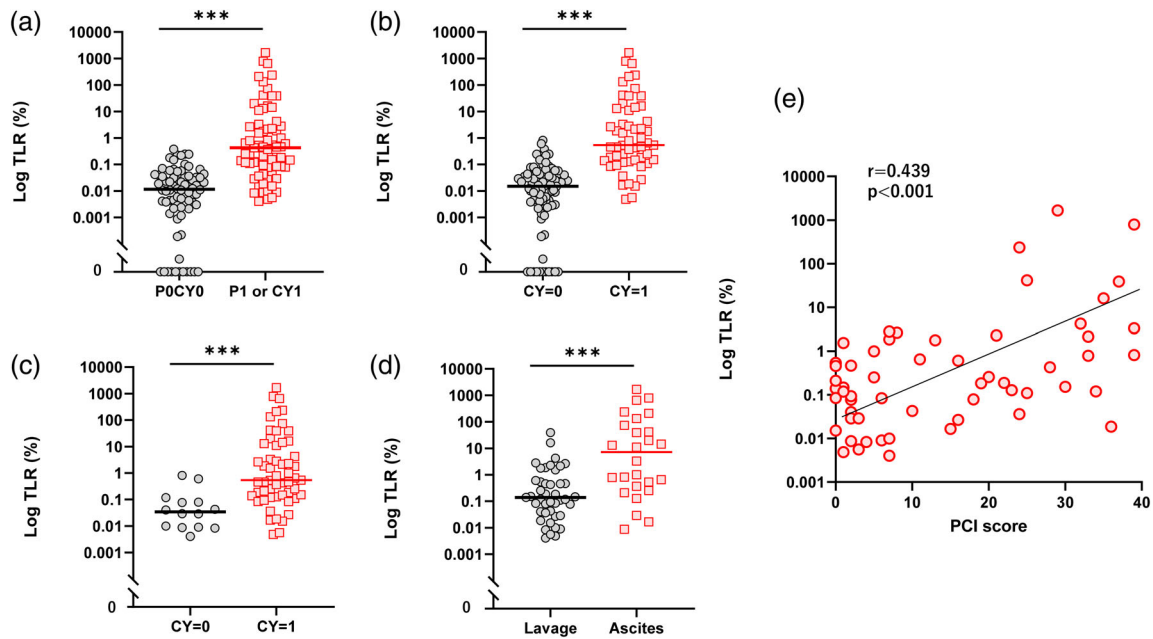 (a)
***
Log TLR (%)
10000
1000
100
10
1
0.1
0.01
0.001
0
P0CY0 P1 or CY1
(b)
***
Log TLR (%)
10000
1000
100
10
1
0.1
0.01
0.001
0
CY=0 CY=1
(c)
***
Log TLR (%)
10000
1000
100
10
1
0.1
0.01
0.001
0
CY=0 CY=1
(d)
***
Log TLR (%)
10000
1000
100
10
1
0.1
0.01
0.001
0
Lavage Ascites
(e)
r=0.439
p<0.001
Log TLR (%)
10000
1000
100
10
1
0.1
0.01
0.001
0 10 20 30 40
PCI score